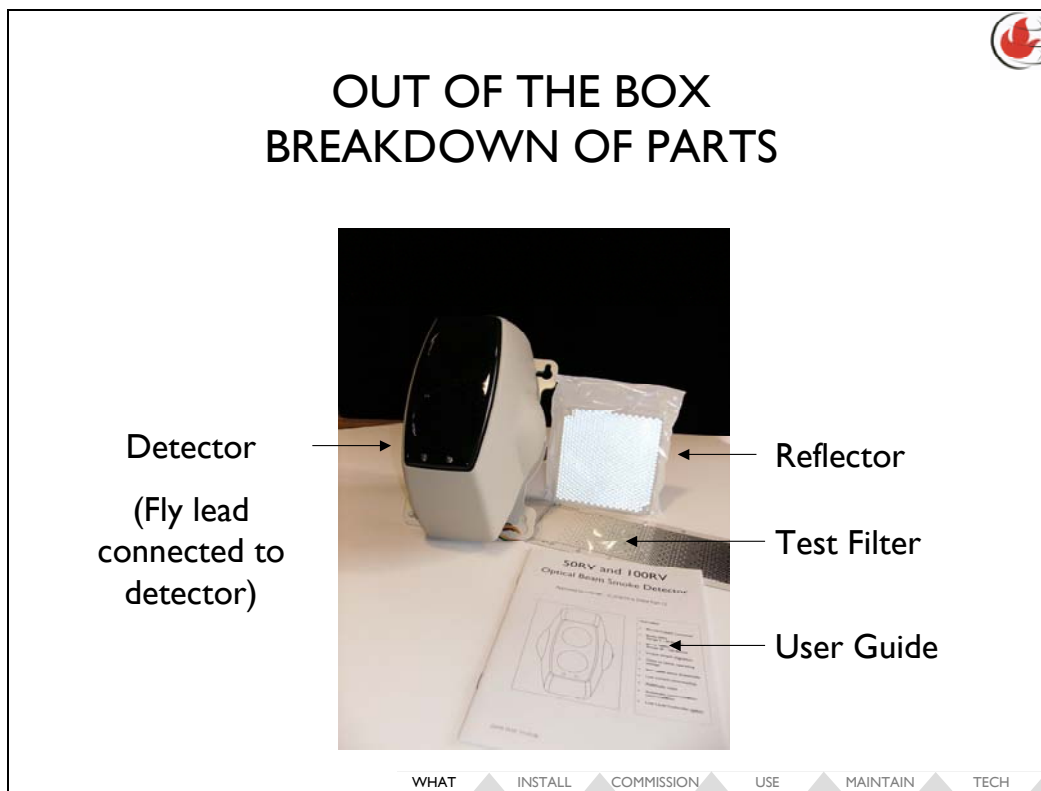 OUT OF THE BOX
BREAKDOWN OF PARTS
Detector
(Fly lead
connected to
detector)
Reflector
Test Filter
User Guide
50RV and 100RV
Optical Beam Smoke Detector
WHAT INSTALL COMMISSION USE MAINTAIN TECH